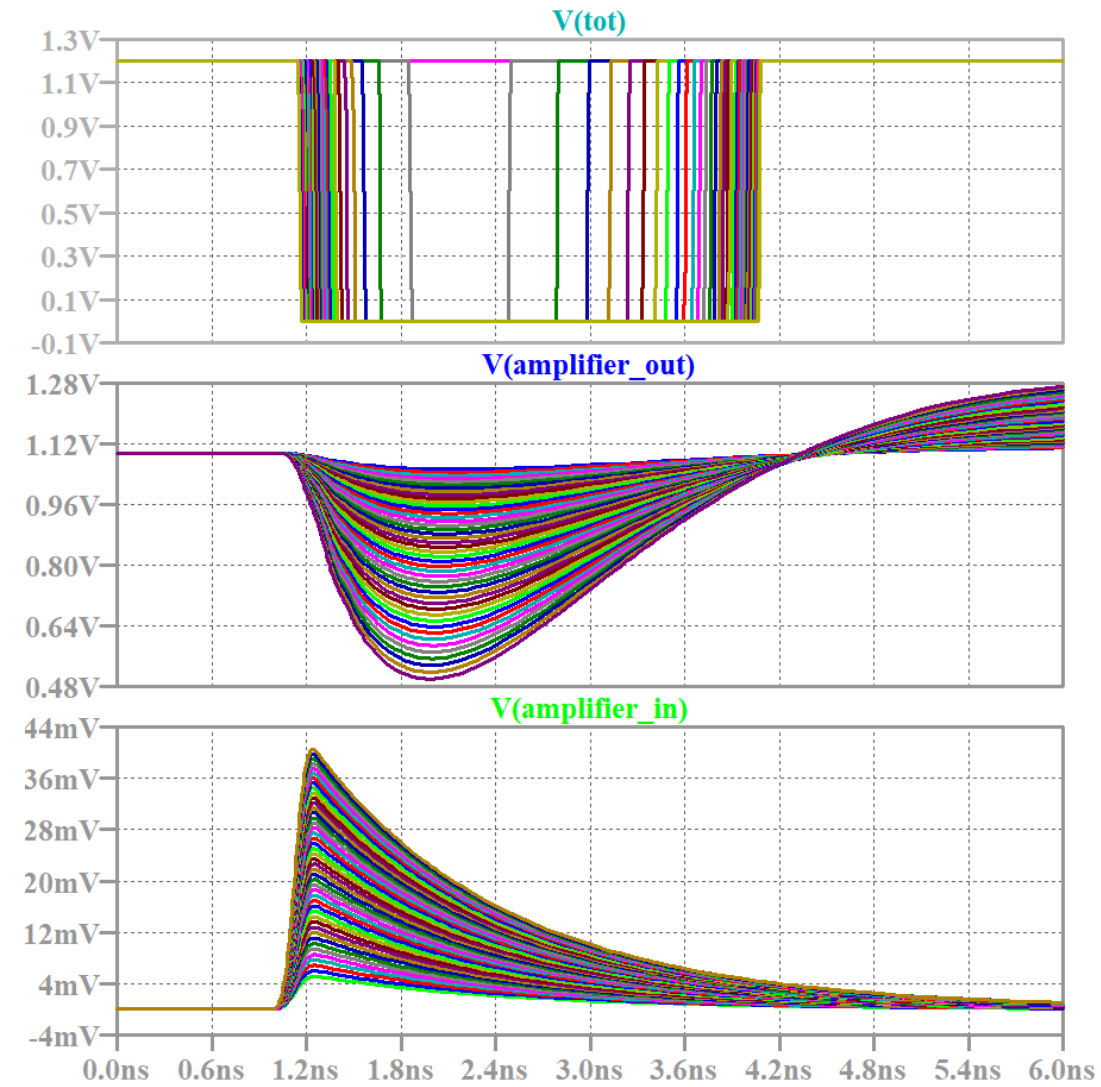 V(tot)
1.3V
1.1V
0.9V
0.7V
0.5V
0.3V
0.1V
-0.1V
V(amplifier_out)
1.28V
1.12V
0.96V
0.80V
0.64V
0.48V
V(amplifier_in)
44mV
36mV
28mV
20mV
12mV
4mV
-4mV
0.0ns 0.6ns 1.2ns 1.8ns 2.4ns 3.0ns 3.6ns 4.2ns 4.8ns 5.4ns 6.0ns